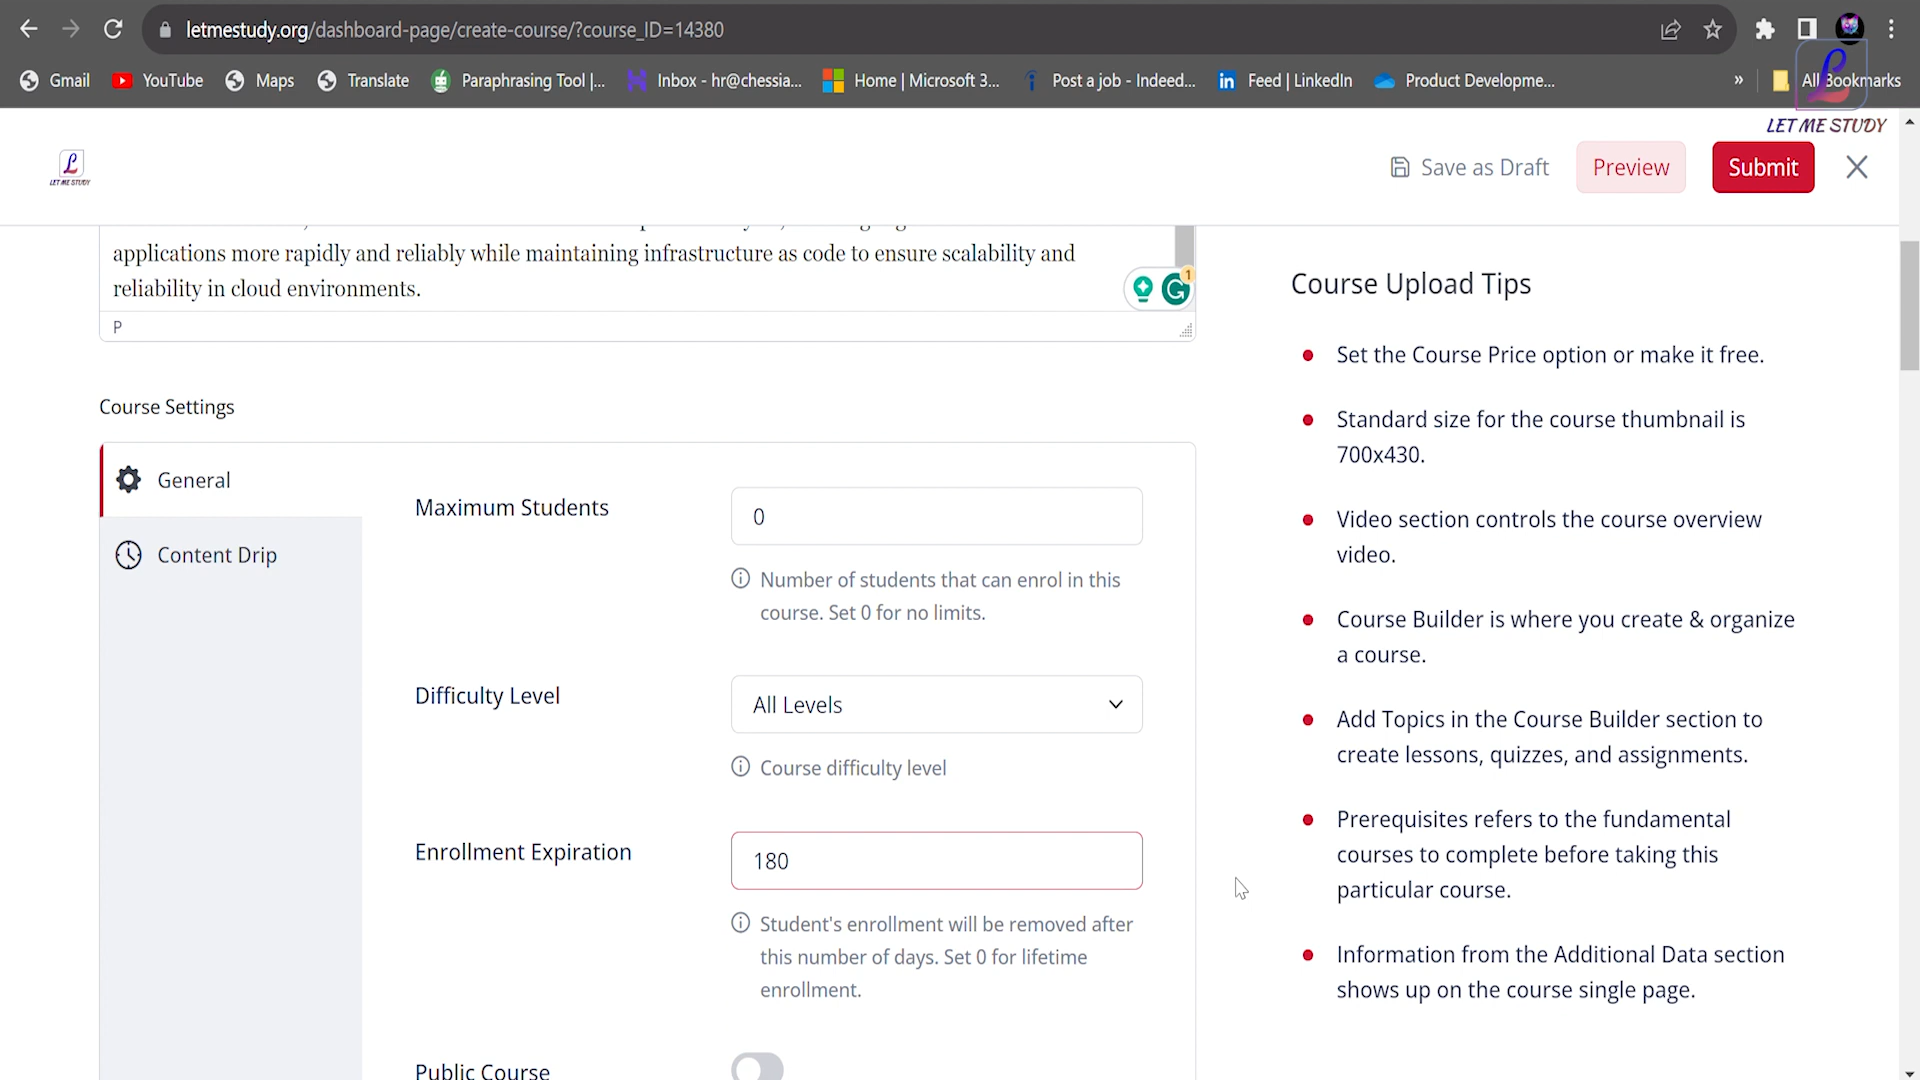 letmestudy.org/dashboard-page/create-course/?course_ID=14380
Gmail YouTube Maps Translate Paraphrasing Tool |... Inbox - hr@chessia... Home | Microsoft 3... Post a job - Indeed... Feed | LinkedIn Product Developme... » All Bookmarks
L
LET ME STUDY
L
LET ME STUDY
Save as Draft Preview Submit
applications more rapidly and reliably while maintaining infrastructure as code to ensure scalability and
reliability in cloud environments.
1
P
Course Settings
General
Content Drip
Maximum Students
0
Number of students that can enrol in this
course. Set 0 for no limits.
Difficulty Level
All Levels
Course difficulty level
Enrollment Expiration
180
Student's enrollment will be removed after
this number of days. Set 0 for lifetime
enrollment.
Public Course
Course Upload Tips
Set the Course Price option or make it free.
Standard size for the course thumbnail is
700x430.
Video section controls the course overview
video.
Course Builder is where you create & organize
a course.
Add Topics in the Course Builder section to
create lessons, quizzes, and assignments.
Prerequisites refers to the fundamental
courses to complete before taking this
particular course.
Information from the Additional Data section
shows up on the course single page.